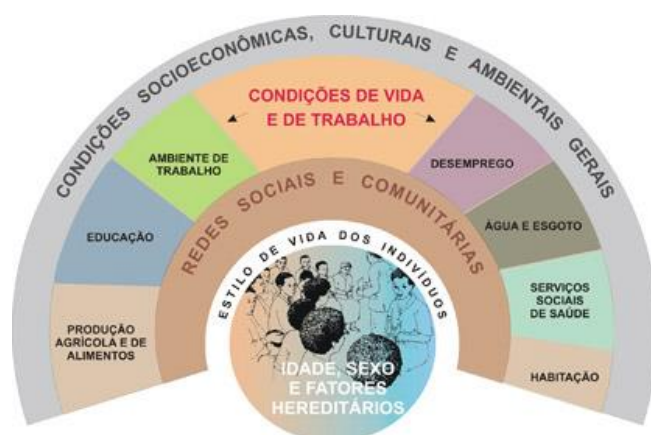 CONDIÇÕES SOCIOECONÔMICAS, CULTURAIS E AMBIENTAIS GERAIS
CONDIÇÕES DE VIDA
E DE TRABALHO
AMBIENTE DE
TRABALHO
DESEMPREGO
REDES SOCIAIS E COMUNITÁRIAS
EDUCAÇÃO
ÁGUA E ESGOTO
ESTILO DE VIDA DOS INDIVÍDUOS
PRODUÇÃO
AGRÍCOLA E DE
ALIMENTOS
SERVIÇOS
SOCIAIS
DE SAÚDE
HABITAÇÃO
IDADE, SEXO
E FATORES
HEREDITÁRIOS